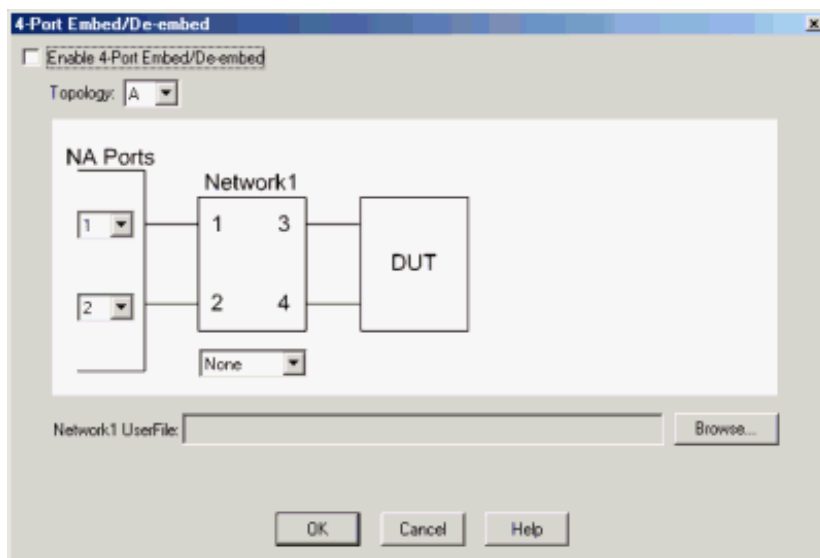 4-Port Embed/De-embed
Enable 4-Port Embed/De-embed
Topology: A
NA Ports
Network1
1 1 3
DUT
2 2 4
None
Network1 UserFile: Browse...
OK Cancel Help